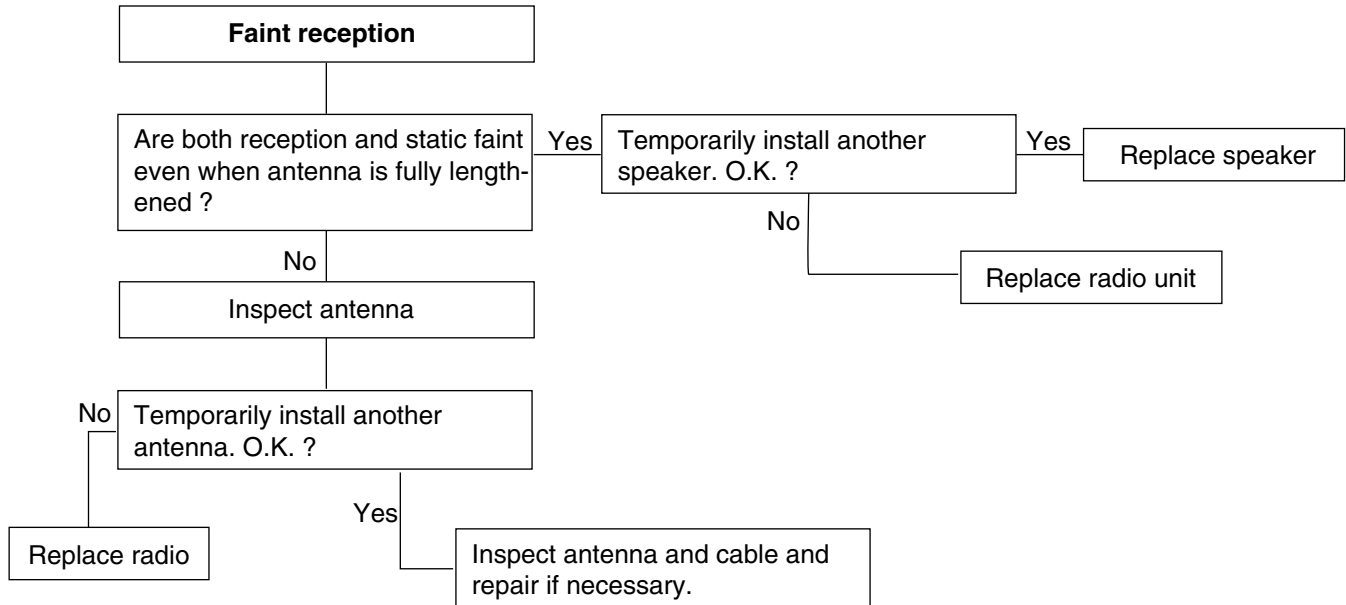 Faint reception
Are both reception and static faint
even when antenna is fully length-
ened ?
Yes
Temporarily install another
speaker. O.K. ?
Yes
Replace speaker
No
Replace radio unit
No
Inspect antenna
No
Temporarily install another
antenna. O.K. ?
Yes
Replace radio
Inspect antenna and cable and
repair if necessary.